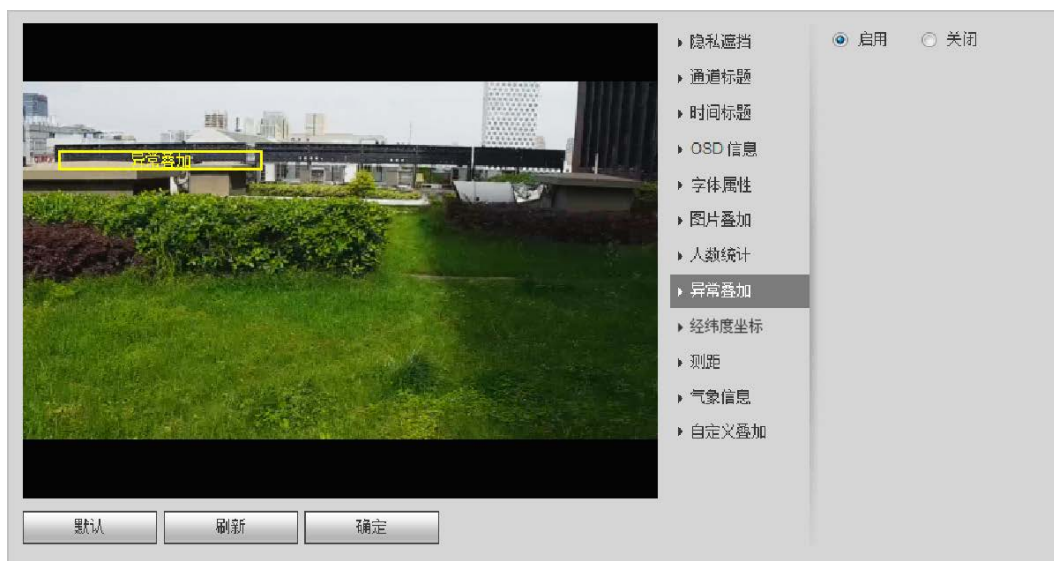 异常叠加
隐私遮挡
通道标题
时间标题
OSD 信息
字体属性
图片叠加
人数统计
异常叠加
经纬度坐标
测距
气象信息
自定义叠加
启用 关闭
默认 刷新 确定